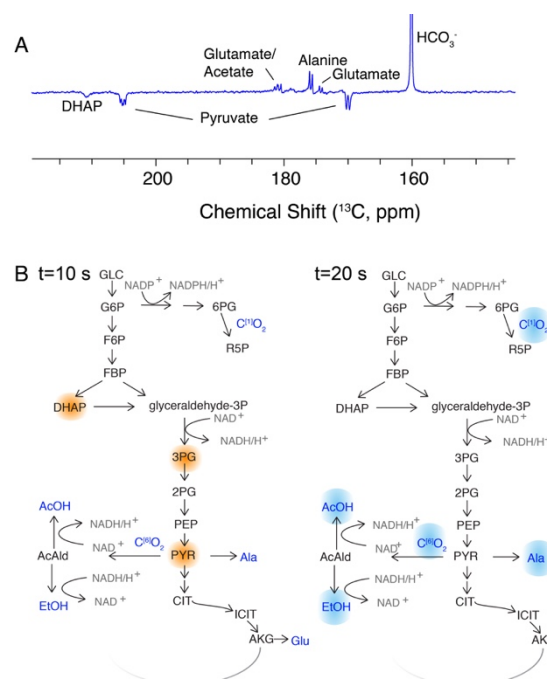 A
Glutamate/
Acetate
Alanine
Glutamate
HCO₃⁻
DHAP
Pyruvate
200 180 160
Chemical Shift (¹³C, ppm)
B t=10 s
GLC
NADP⁺ NADPH/H⁺
G6P 6PG
C[1]O₂
F6P R5P
FBP
DHAP glyceraldehyde-3P
NAD⁺
NADH/H⁺
3PG
2PG
AcOH
NADH/H⁺ PEP
NAD⁺ C(6)O₂
AcAld PYR Ala
NADH/H⁺
EtOH NAD⁺ CIT
ICIT
AKG Glu
t=20 s
GLC
NADP⁺ NADPH/H⁺
G6P 6PG
C[1]O₂
F6P R5P
FBP
DHAP glyceraldehyde-3P
NAD⁺
NADH/H⁺
3PG
2PG
AcOH
NADH/H⁺ PEP
NAD⁺ C(6)O₂
AcAld PYR Ala
NADH/H⁺
EtOH NAD⁺ CIT
ICIT
AK